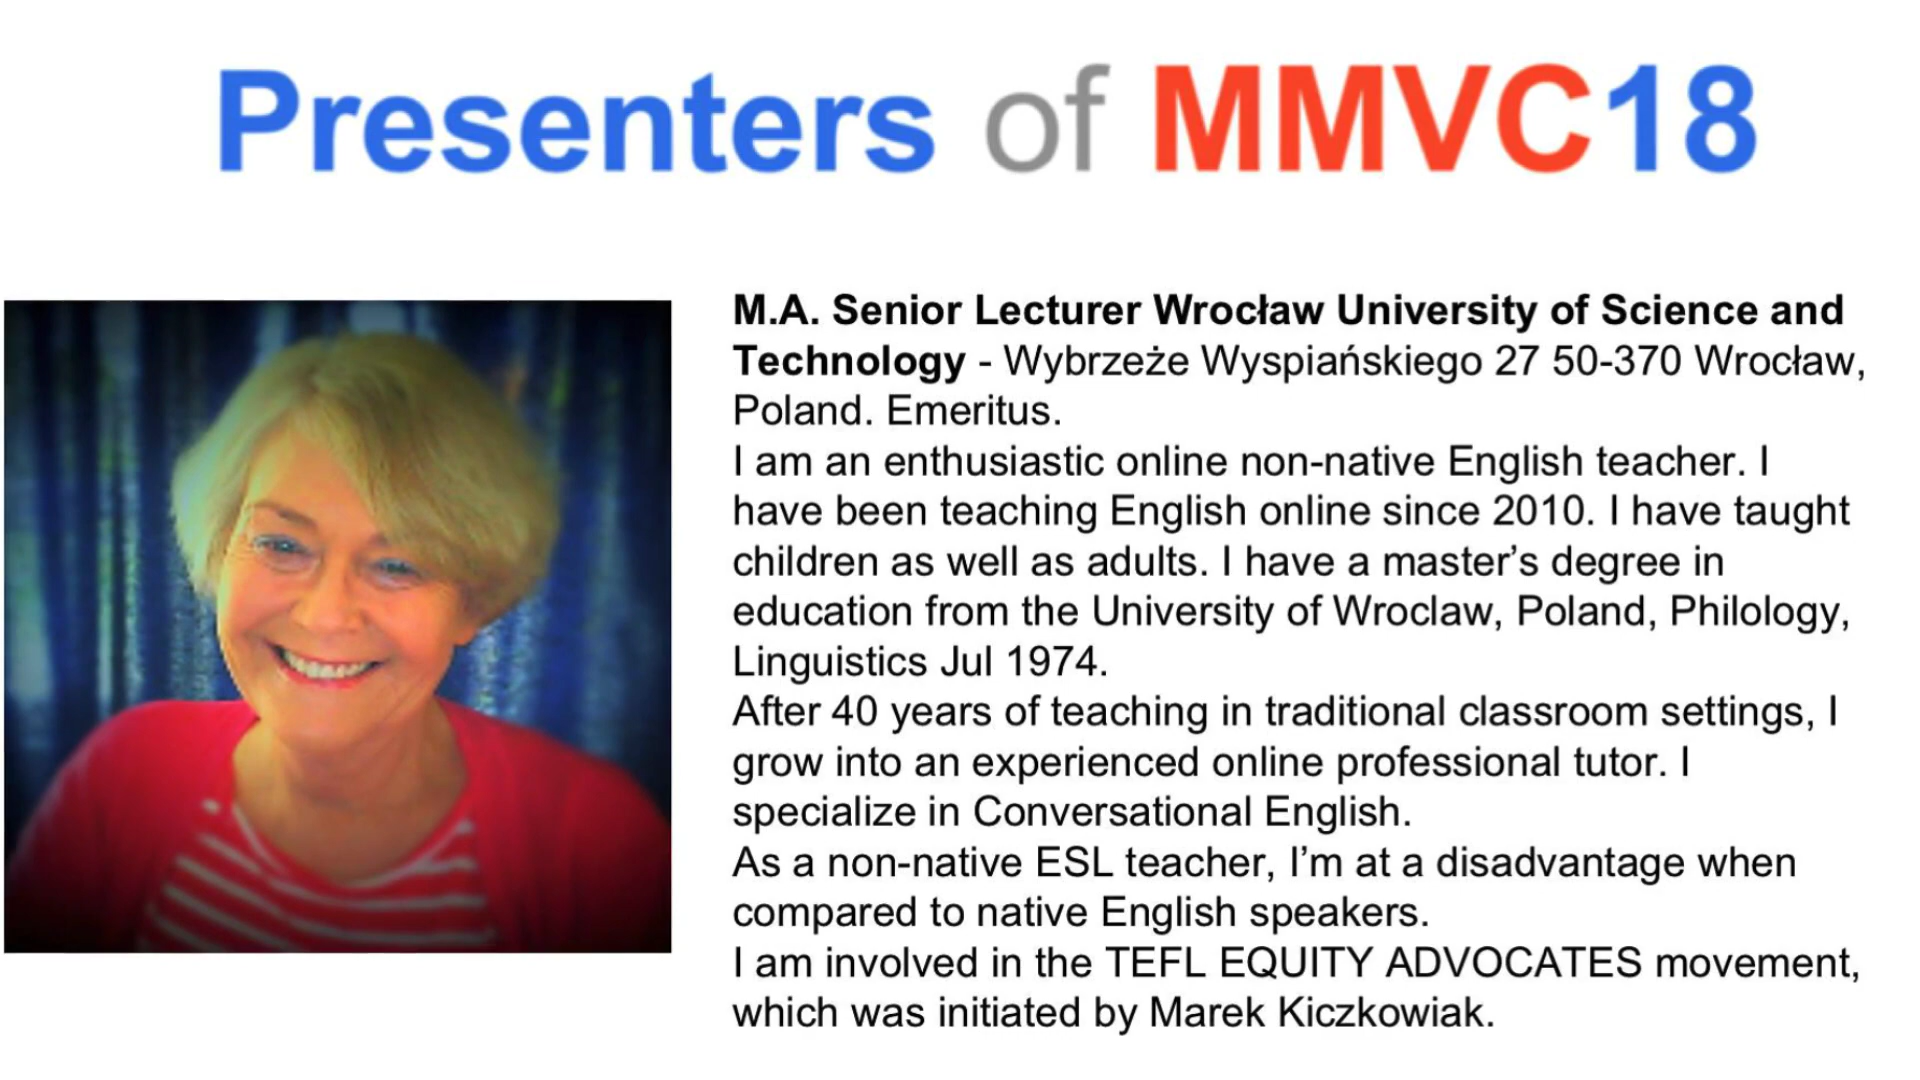 Presenters of MMVC18
M.A. Senior Lecturer Wrocław University of Science and
Technology - Wybrzeże Wyspiańskiego 27 50-370 Wrocław,
Poland. Emeritus.
I am an enthusiastic online non-native English teacher. I
have been teaching English online since 2010. I have taught
children as well as adults. I have a master’s degree in
education from the University of Wroclaw, Poland, Philology,
Linguistics Jul 1974.
After 40 years of teaching in traditional classroom settings, I
grow into an experienced online professional tutor. I
specialize in Conversational English.
As a non-native ESL teacher, I’m at a disadvantage when
compared to native English speakers.
I am involved in the TEFL EQUITY ADVOCATES movement,
which was initiated by Marek Kiczkowiak.